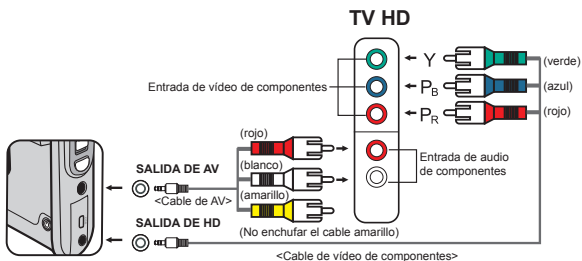 TV HD
Y
(verde)
Entrada de vídeo de componentes
PB
(azul)
PR
(rojo)
(rojo)
SALIDA DE AV
(blanco)
Entrada de audio
de componentes
<Cable de AV>
(amarillo)
SALIDA DE HD
(No enchufar el cable amarillo)
<Cable de vídeo de componentes>